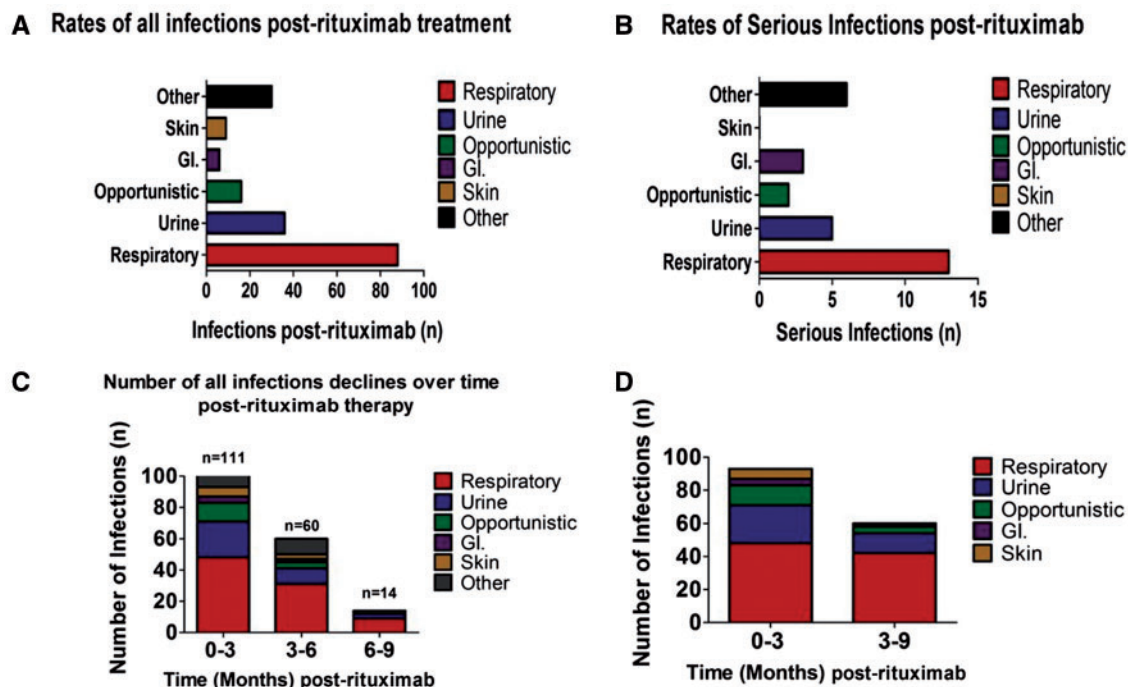 A Rates of all infections post-rituximab treatment
Other
Skin
GI.
Opportunistic
Urine
Respiratory
0 20 40 60 80 100
Infections post-rituximab (n)
Respiratory
Urine
Opportunistic
GI.
Skin
Other
B Rates of Serious Infections post-rituximab
Other
Skin
GI.
Opportunistic
Urine
Respiratory
0 5 10 15
Serious Infections (n)
Respiratory
Urine
Opportunistic
GI.
Skin
Other
C Number of all infections declines over time
post-rituximab therapy
Number of Infections (n)
100
80
60
40
20
0
n=111
n=60
n=14
0-3 3-6 6-9
Time (Months) post-rituximab
Respiratory
Urine
Opportunistic
GI.
Skin
Other
D
Number of Infections (n)
100
80
60
40
20
0
0-3 3-9
Time (Months) post-rituximab
Respiratory
Urine
Opportunistic
GI.
Skin